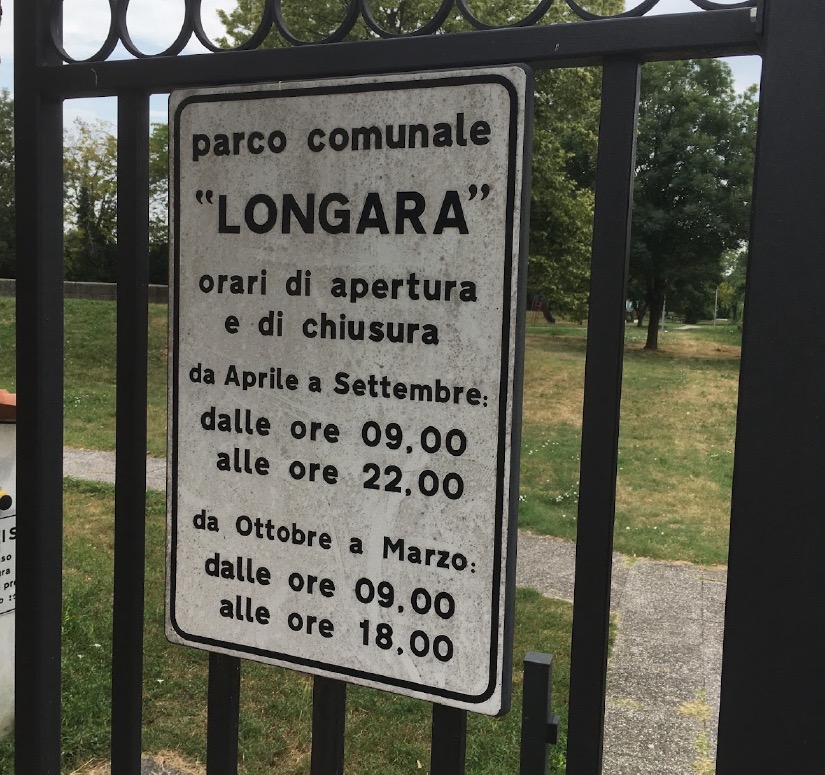 parco comunale
"LONGARA"
orari di apertura
e di chiusura
da Aprile a Settembre:
dalle ore 09,00
alle ore 22,00
da Ottobre a Marzo:
dalle ore 09,00
alle ore 18,00